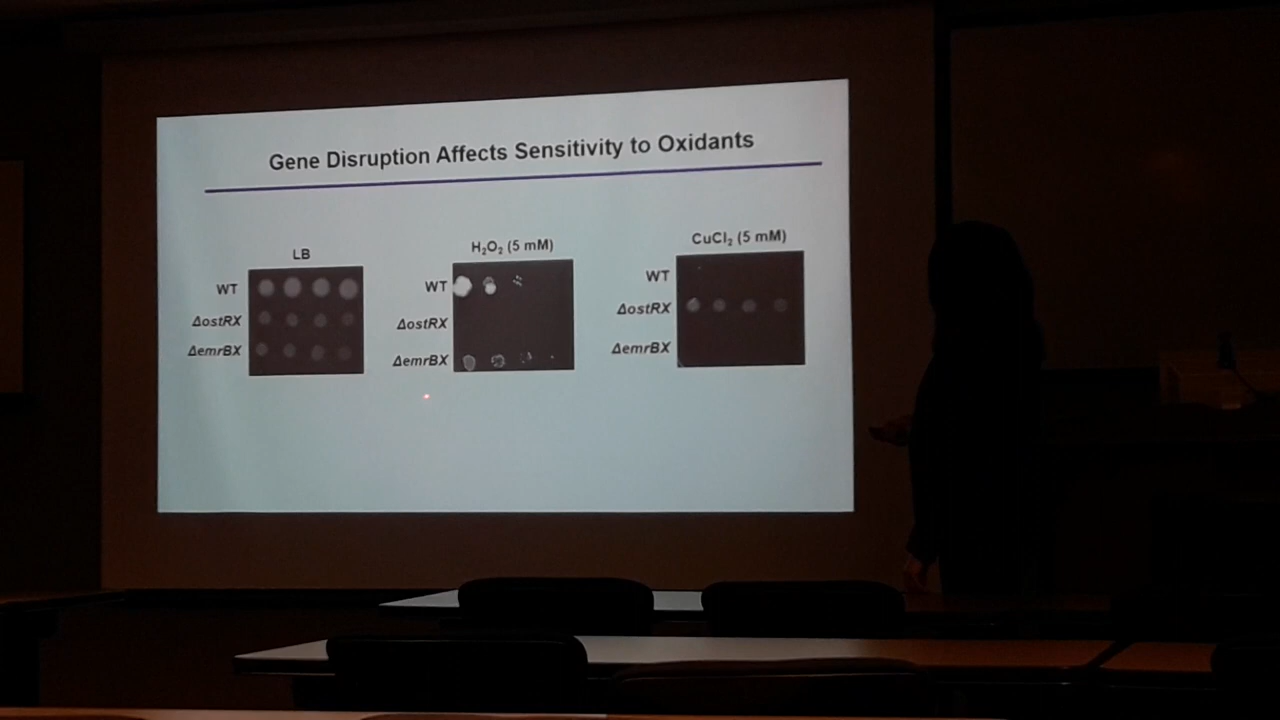 Gene Disruption Affects Sensitivity to Oxidants
LB
WT
ΔostRX
ΔemrBX
H₂O₂ (5 mM)
WT
ΔostRX
ΔemrBX
CuCl₂ (5 mM)
WT
ΔostRX
ΔemrBX